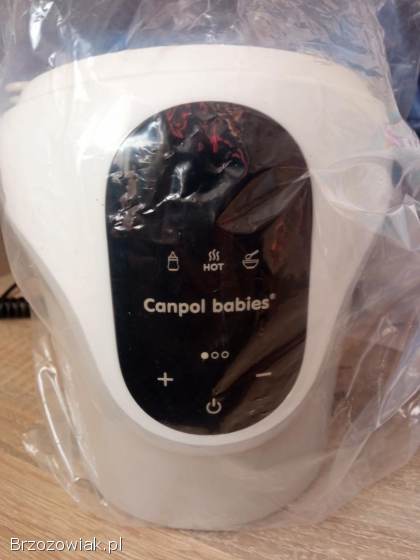 HOT
Canpol babies®
+ −
Brzozowiak.pl